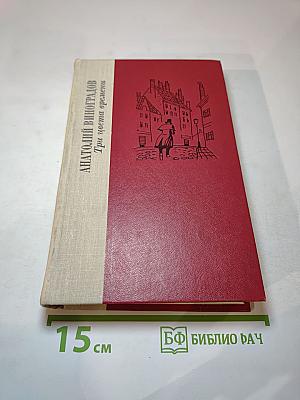 АНАТОЛИЙ ВИНОГРАДОВ
Три цвета времени
15 см
БФ БИБЛИО РАЧ